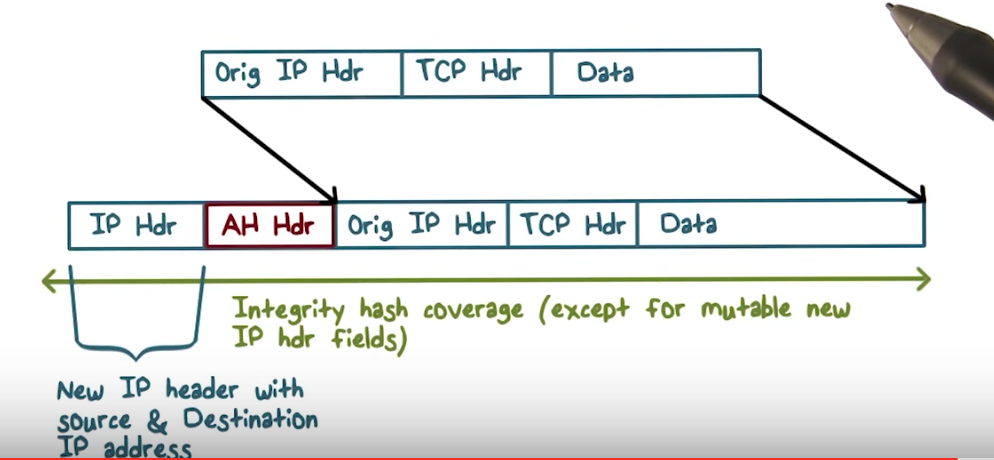 Orig IP Hdr TCP Hdr Data
IP Hdr AH Hdr Orig IP Hdr TCP Hdr Data
Integrity hash coverage (except for mutable new
IP hdr fields)
New IP header with
source & Destination
IP address